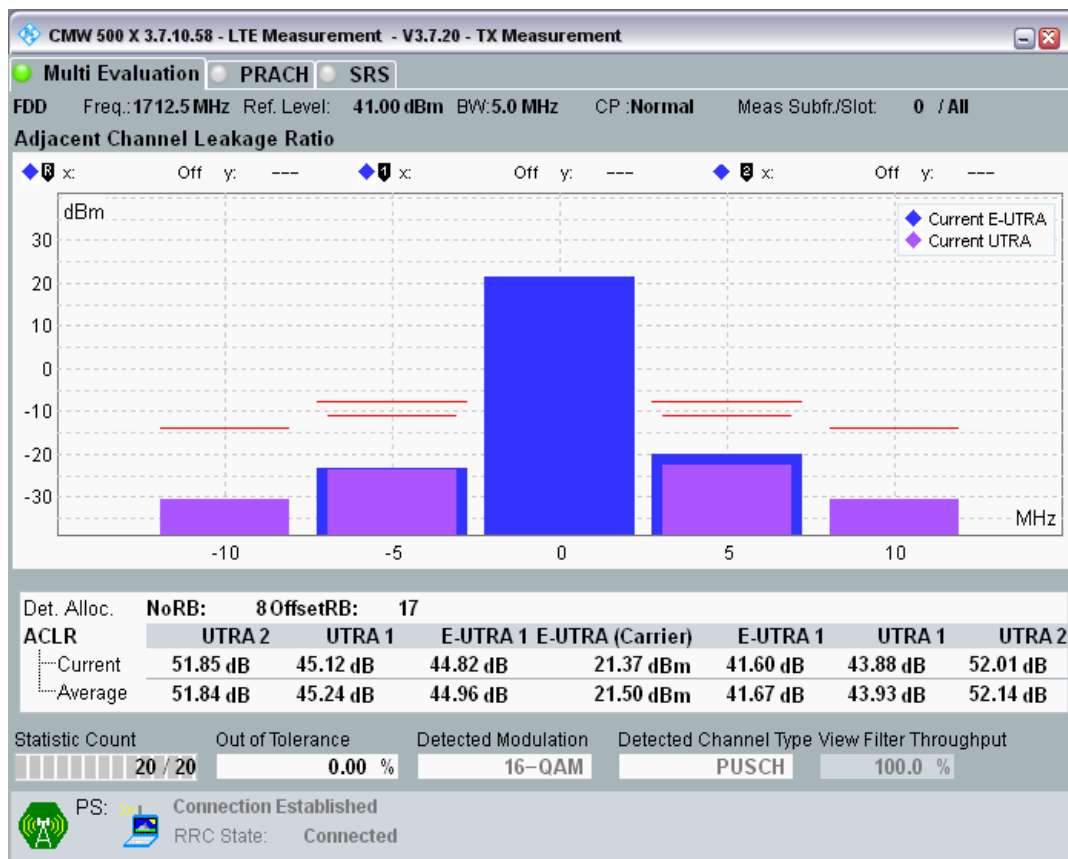 CMW 500 X 3.7.10.58 - LTE Measurement - V3.7.20 - TX Measurement
Multi Evaluation PRACH SRS
FDD Freq.: 1712.5 MHz Ref. Level: 41.00 dBm BW: 5.0 MHz CP : Normal Meas Subfr./Slot: 0 / All
Adjacent Channel Leakage Ratio
R x: Off y: --- 1 x: Off y: --- 2 x: Off y: ---
dBm
Current E-UTRA
Current UTRA
30
20
10
0
-10
-20
-30
MHz
-10 -5 0 5 10
Det. Alloc. NoRB: 8 OffsetRB: 17
ACLR UTRA 2 UTRA 1 E-UTRA 1 E-UTRA (Carrier) E-UTRA 1 UTRA 1 UTRA 2
Current 51.85 dB 45.12 dB 44.82 dB 21.37 dBm 41.60 dB 43.88 dB 52.01 dB
Average 51.84 dB 45.24 dB 44.96 dB 21.50 dBm 41.67 dB 43.93 dB 52.14 dB
Statistic Count Out of Tolerance Detected Modulation Detected Channel Type View Filter Throughput
20 / 20 0.00 % 16-QAM PUSCH 100.0 %
PS: Connection Established
RRC State: Connected